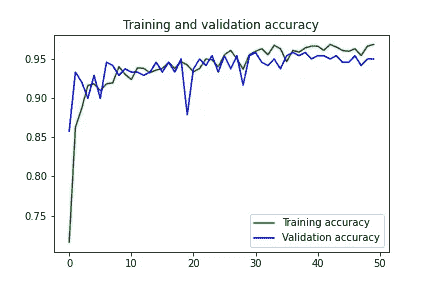 Training and validation accuracy
0.95
0.90
0.85
0.80
0.75
Training accuracy
Validation accuracy
0 10 20 30 40 50